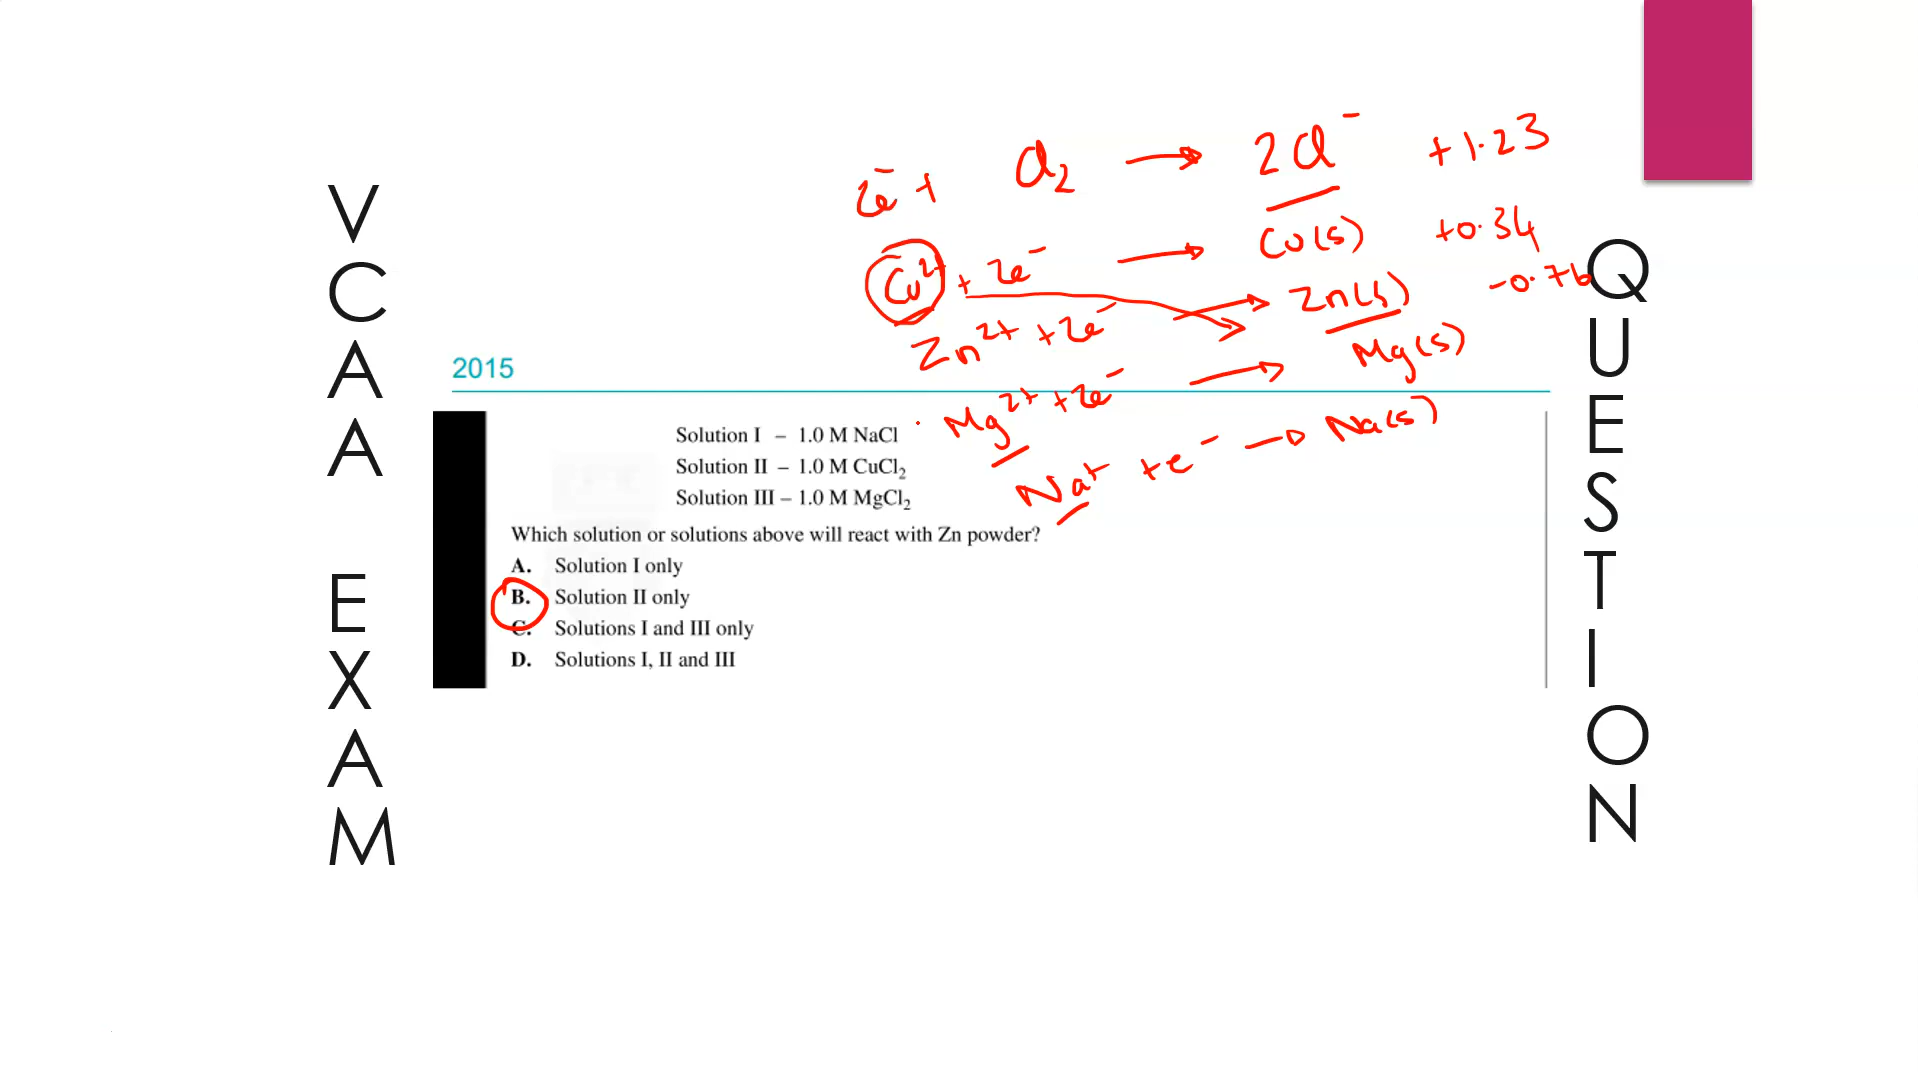 2e⁻ + Cl₂ → 2Cl⁻ +1.23
Cu²⁺ + 2e⁻ → Cu(s) +0.34
Zn²⁺ + 2e⁻ → Zn(s) -0.76
Mg²⁺ + 2e⁻ → Mg(s)
Na⁺ + e⁻ → Na(s)
VCAA EXAM
2015
Solution I – 1.0 M NaCl
Solution II – 1.0 M CuCl₂
Solution III – 1.0 M MgCl₂
Which solution or solutions above will react with Zn powder?
A. Solution I only
B. Solution II only
C. Solutions I and III only
D. Solutions I, II and III
QUESTION